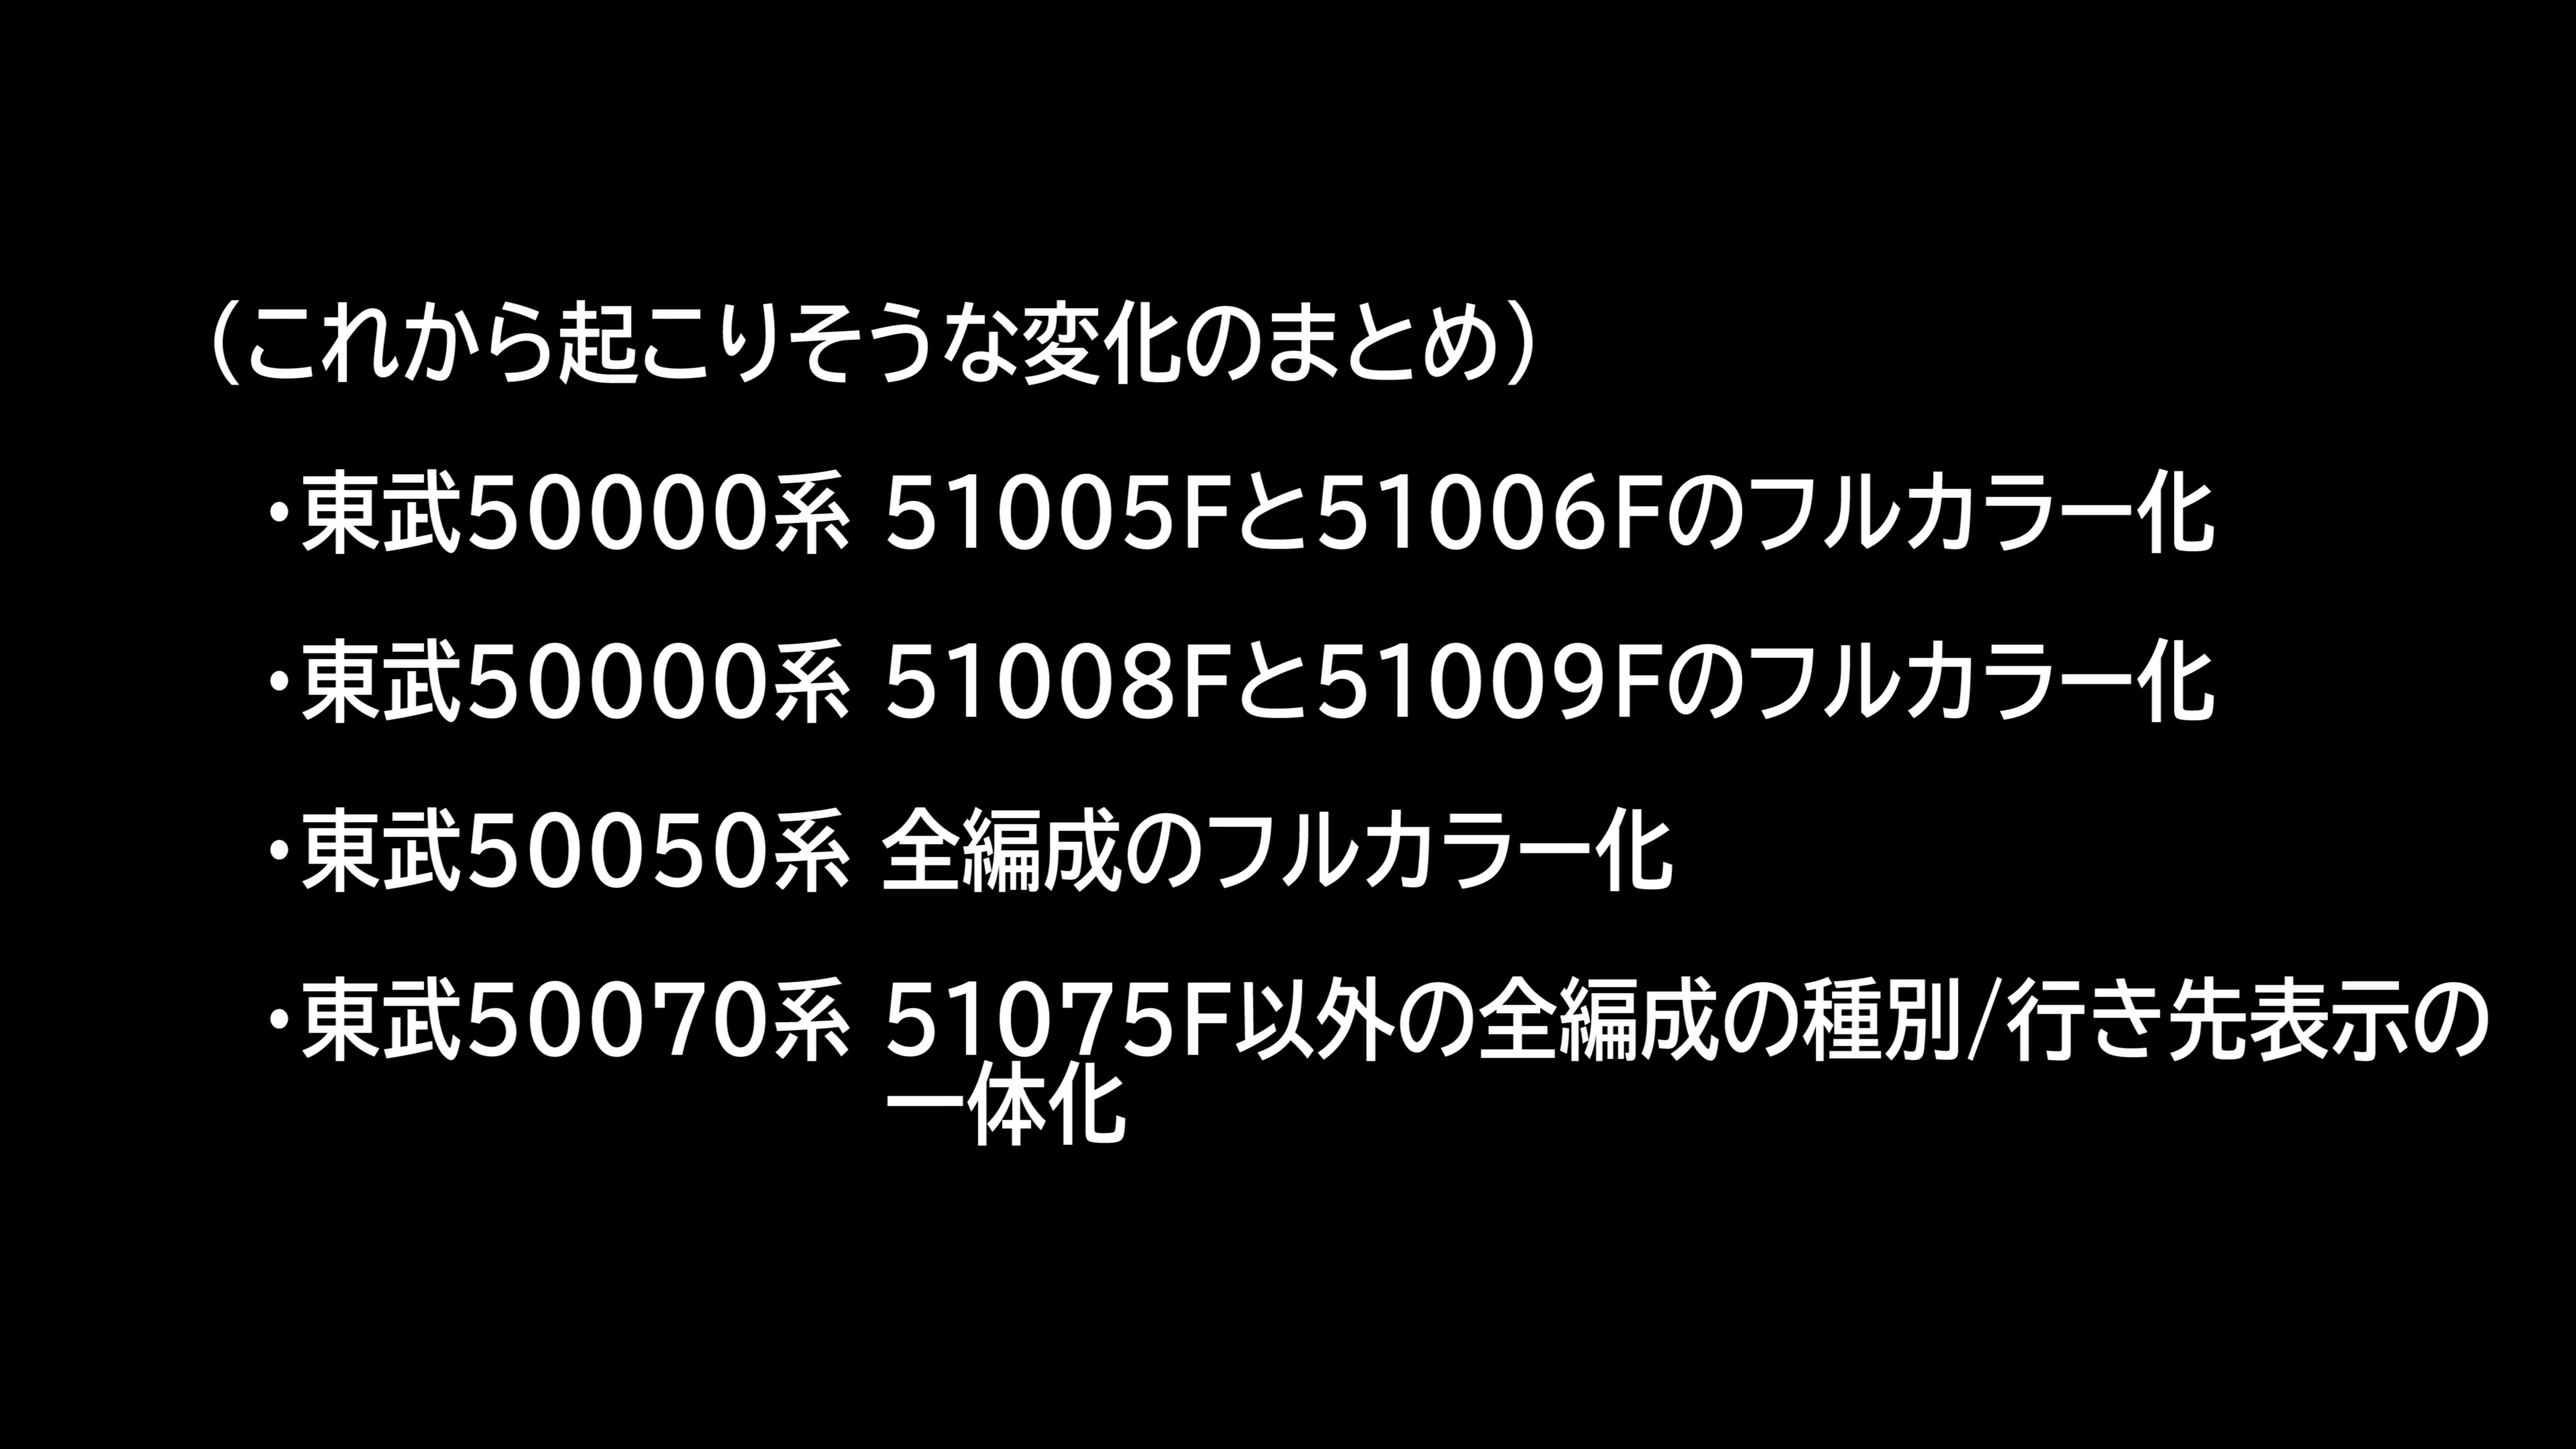 （これから起こりそうな変化のまとめ）
・東武５００００系 ５１００５Ｆと５１００６Ｆのフルカラー化
・東武５００００系 ５１００８Ｆと５１００９Ｆのフルカラー化
・東武５００５０系 全編成のフルカラー化
・東武５００７０系 ５１０７５Ｆ以外の全編成の種別/行き先表示の
一体化